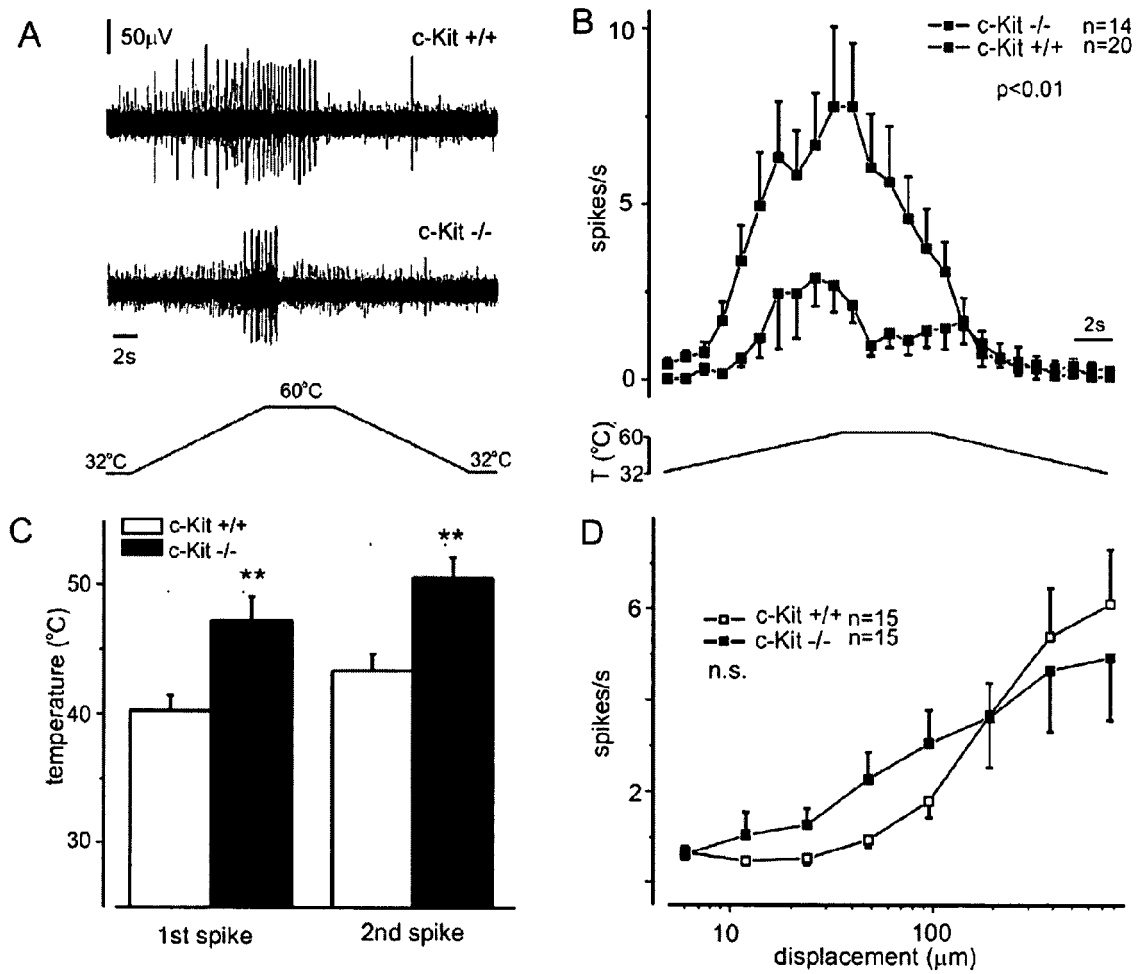 A
50μV
c-Kit +/+
c-Kit -/-
2s
60°C
32°C
32°C
B
10
5
0
spikes/s
c-Kit -/- n=14
c-Kit +/+ n=20
p<0.01
2s
T (°C)
60
32
C
c-Kit +/+
c-Kit -/-
**
**
50
40
30
temperature (°C)
1st spike
2nd spike
D
c-Kit +/+ n=15
c-Kit -/- n=15
n.s.
6
2
spikes/s
10
100
displacement (μm)